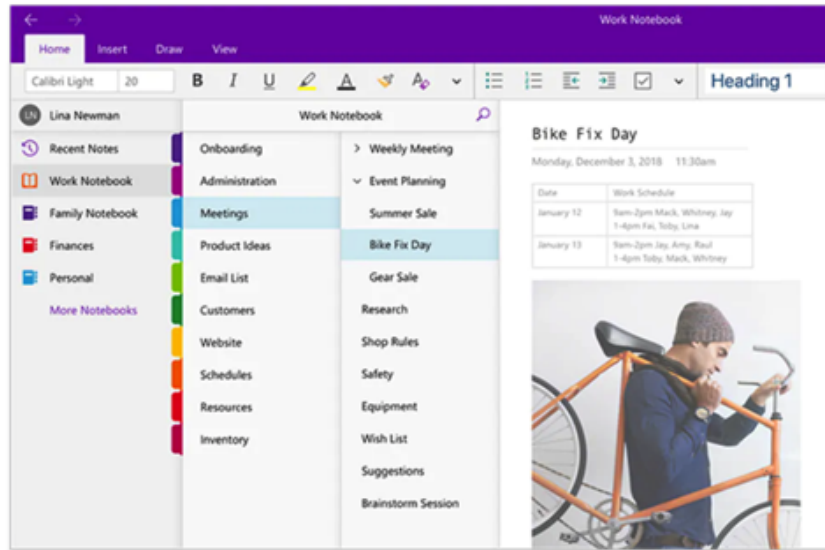 Work Notebook
Home Insert Draw View
Calibri Light 20 B I U A A Heading 1
LN Lina Newman
Recent Notes
Work Notebook
Family Notebook
Finances
Personal
More Notebooks
Work Notebook
Onboarding
Administration
Meetings
Product Ideas
Email List
Customers
Website
Schedules
Resources
Inventory
Weekly Meeting
Event Planning
Summer Sale
Bike Fix Day
Gear Sale
Research
Shop Rules
Safety
Equipment
Wish List
Suggestions
Brainstorm Session
Bike Fix Day
Monday, December 3, 2018 11:30am
Date Work Schedule
January 12 9am-2pm Mack, Whitney, Jay
1-4pm Fai, Toby, Lina
January 13 9am-2pm Jay, Amy, Raul
1-4pm Toby, Mack, Whitney